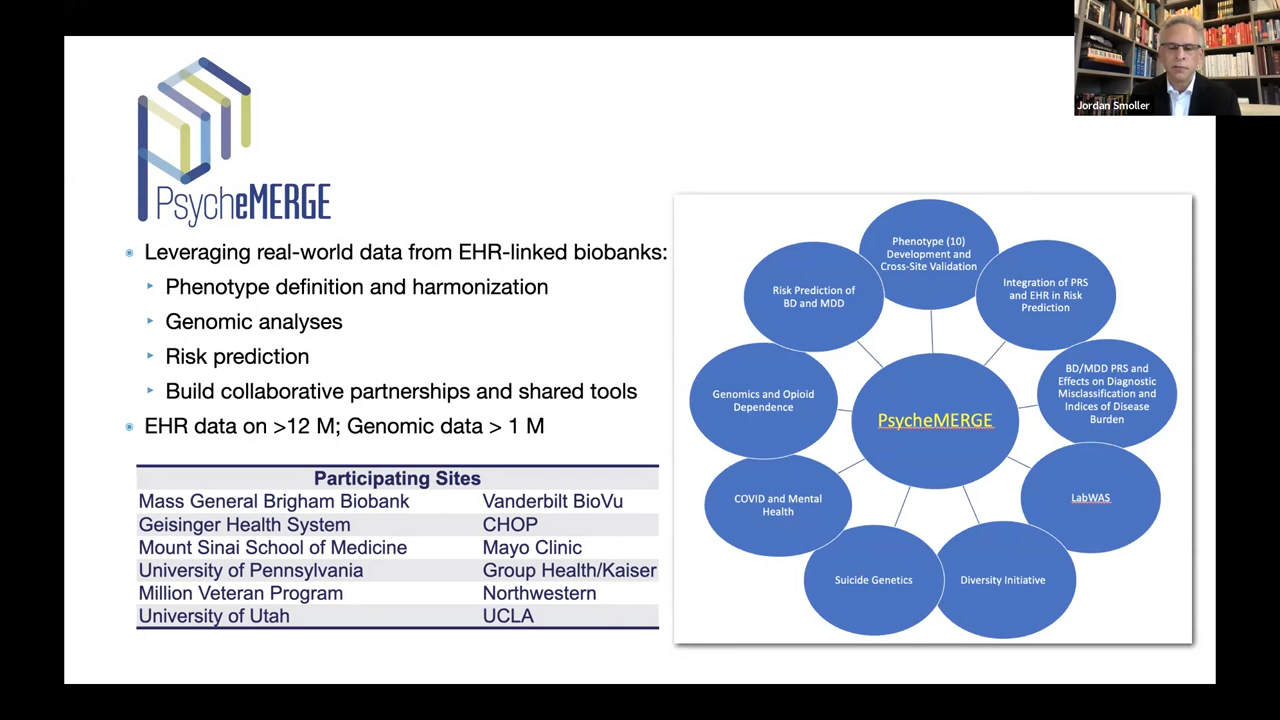 Jordan Smoller
PsycheMERGE
Leveraging real-world data from EHR-linked biobanks:
Phenotype definition and harmonization
Genomic analyses
Risk prediction
Build collaborative partnerships and shared tools
EHR data on >12 M; Genomic data > 1 M
Participating Sites
Mass General Brigham Biobank Vanderbilt BioVu
Geisinger Health System CHOP
Mount Sinai School of Medicine Mayo Clinic
University of Pennsylvania Group Health/Kaiser
Million Veteran Program Northwestern
University of Utah UCLA
Phenotype (10)
Development and
Cross-Site Validation
Integration of PRS
and EHR in Risk
Prediction
BD/MDD PRS and
Effects on Diagnostic
Misclassification and
Indices of Disease
Burden
LabWAS
Diversity Initiative
Suicide Genetics
COVID and Mental
Health
Genomics and Opioid
Dependence
Risk Prediction of
BD and MDD
PsycheMERGE